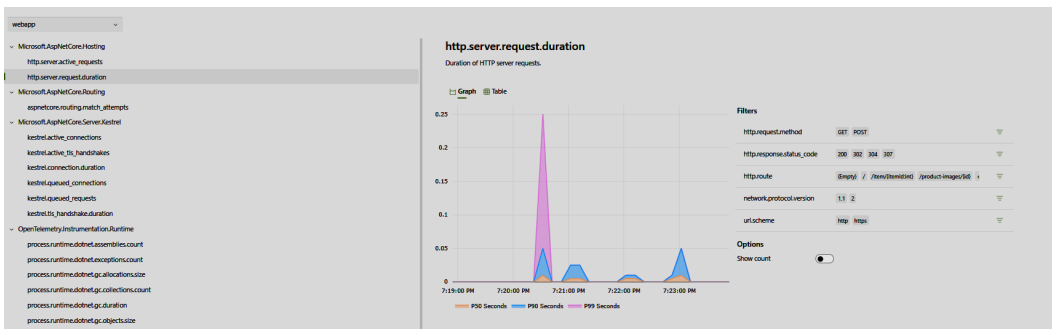 webapp
Microsoft.AspNetCore.Hosting
http.server.active_requests
http.server.request.duration
Microsoft.AspNetCore.Routing
aspnetcore.routing.match_attempts
Microsoft.AspNetCore.Server.Kestrel
kestrel.active_connections
kestrel.active_tls_handshakes
kestrel.connection.duration
kestrel.queued_connections
kestrel.queued_requests
kestrel.tls_handshake.duration
OpenTelemetry.Instrumentation.Runtime
process.runtime.dotnet.assemblies.count
process.runtime.dotnet.exceptions.count
process.runtime.dotnet.gc.allocations.size
process.runtime.dotnet.gc.collections.count
process.runtime.dotnet.gc.duration
process.runtime.dotnet.gc.objects.size
http.server.request.duration
Duration of HTTP server requests.
Graph Table
0.25
0.2
0.15
0.1
0.05
0
7:19:00 PM 7:20:00 PM 7:21:00 PM 7:22:00 PM 7:23:00 PM
P50 Seconds P90 Seconds P99 Seconds
Filters
http.request.method GET POST
http.response.status_code 200 302 304 307
http.route (Empty) / /item/{itemId:int} /product-images/{id}
network.protocol.version 1.1 2
url.scheme http https
Options
Show count